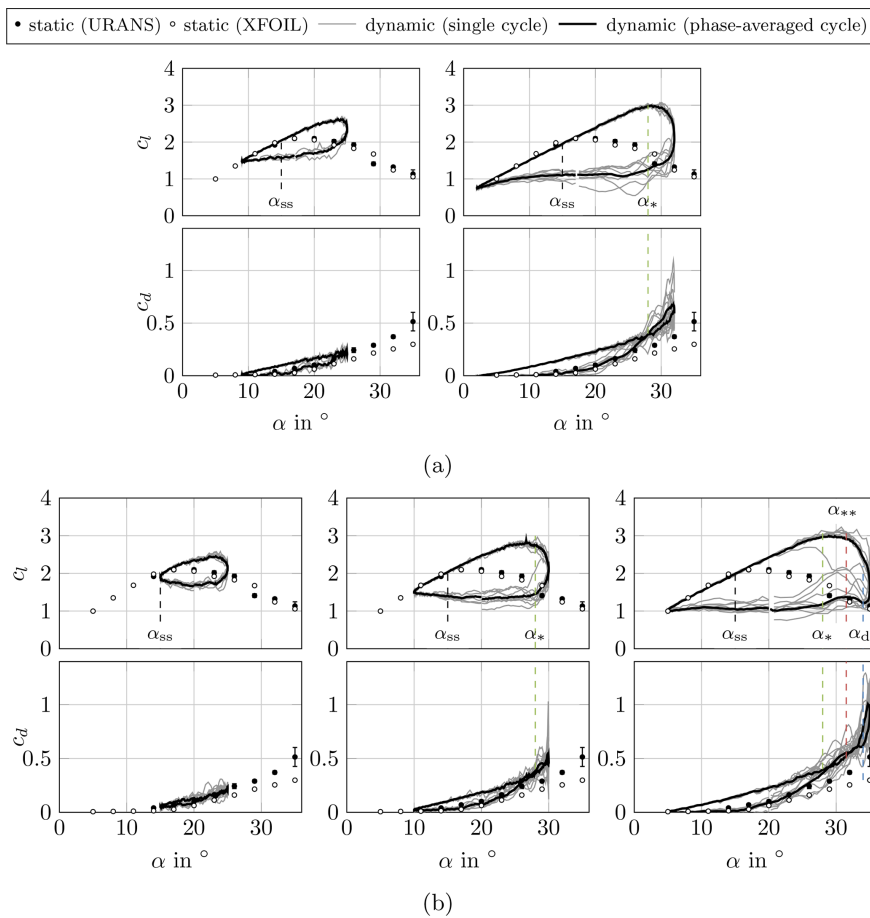 static (URANS) static (XFOIL) dynamic (single cycle) dynamic (phase-averaged cycle)
4
3
2
1
0
c_l
α_ss
4
3
2
1
0
α_ss
α_*
1
0.5
0
c_d
0 10 20 30
α in °
1
0.5
0
0 10 20 30
α in °
(a)
4
3
2
1
0
c_l
α_ss
4
3
2
1
0
α_ss
α_*
4
3
2
1
0
α_**
α_ss
α_*
α_d
1
0.5
0
c_d
0 10 20 30
α in °
1
0.5
0
0 10 20 30
α in °
1
0.5
0
0 10 20 30
α in °
(b)